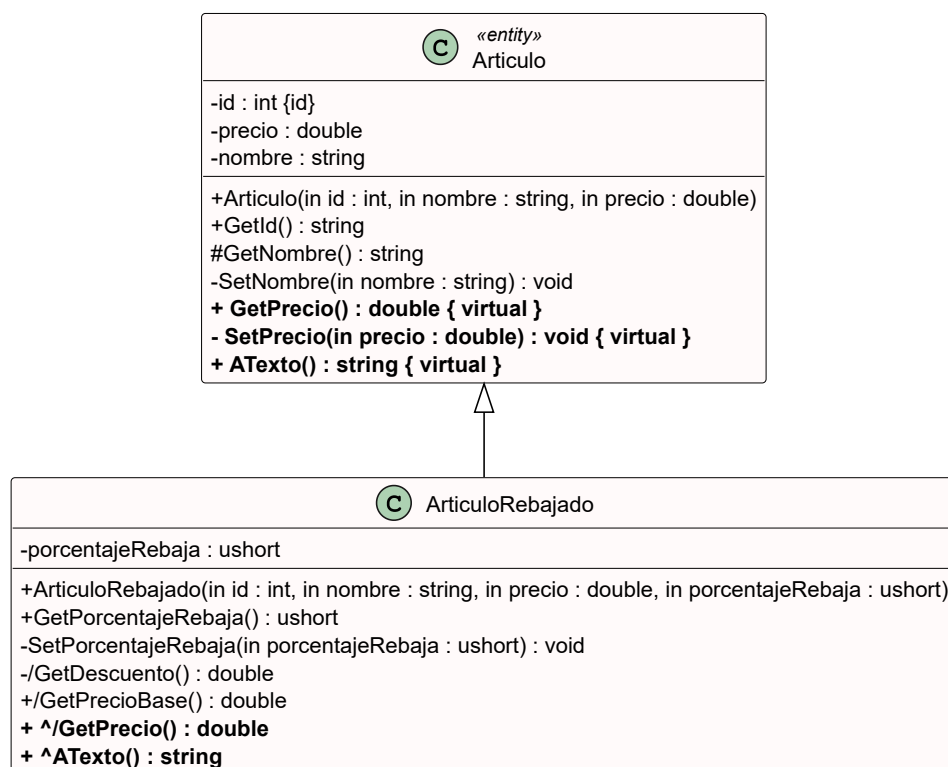 «entity»
C Articulo
-id : int {id}
-precio : double
-nombre : string
+Articulo(in id : int, in nombre : string, in precio : double)
+GetId() : string
#GetNombre() : string
-SetNombre(in nombre : string) : void
+ GetPrecio() : double { virtual }
- SetPrecio(in precio : double) : void { virtual }
+ ATexto() : string { virtual }
C ArticuloRebajado
-porcentajeRebaja : ushort
+ArticuloRebajado(in id : int, in nombre : string, in precio : double, in porcentajeRebaja : ushort)
+GetPorcentajeRebaja() : ushort
-SetPorcentajeRebaja(in porcentajeRebaja : ushort) : void
-/GetDescuento() : double
+/GetPrecioBase() : double
+ ^/GetPrecio() : double
+ ^ATexto() : string